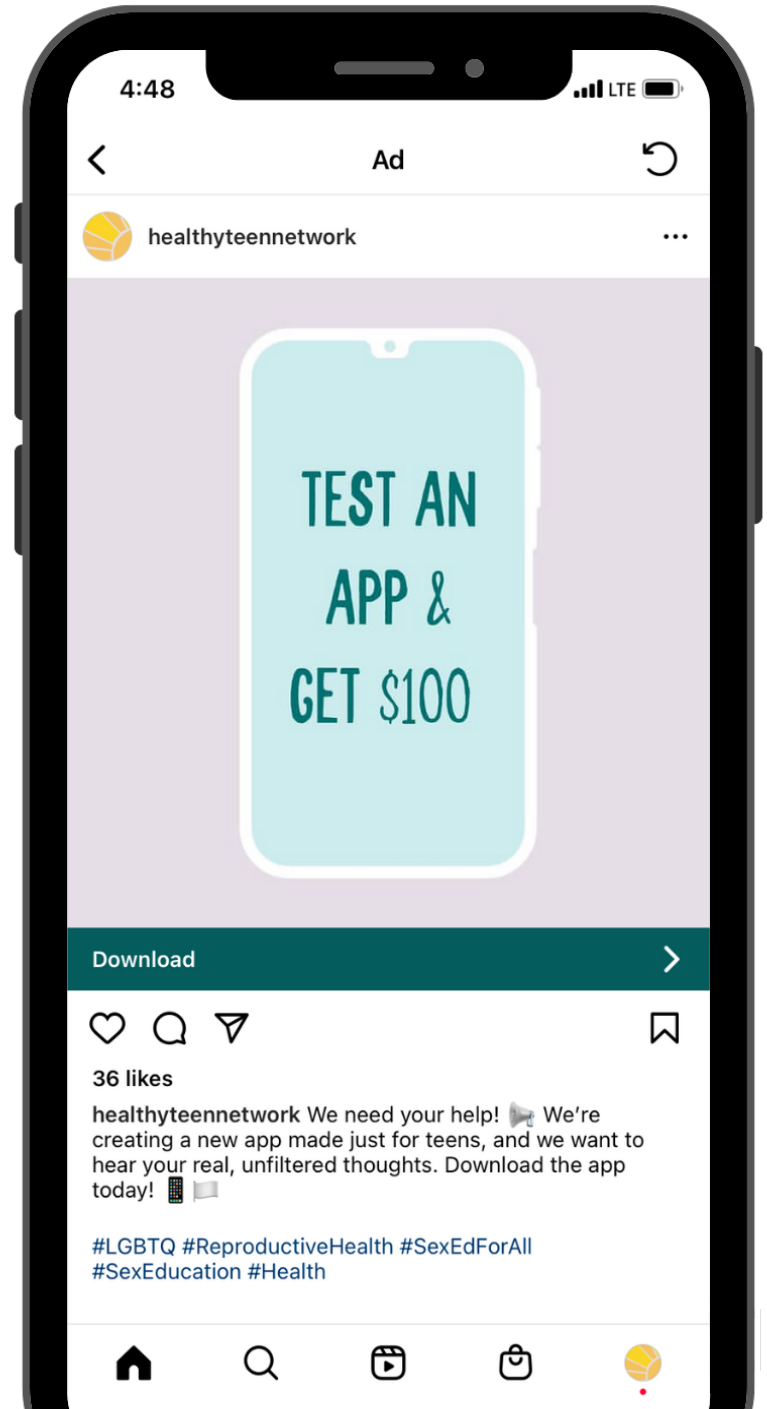 4:48
LTE
Ad
healthyteennetwork
TEST AN
APP &
GET $100
Download
36 likes
healthyteennetwork We need your help! 📢 We’re
creating a new app made just for teens, and we want to
hear your real, unfiltered thoughts. Download the app
today! 📱 🏳️
#LGBTQ #ReproductiveHealth #SexEdForAll
#SexEducation #Health